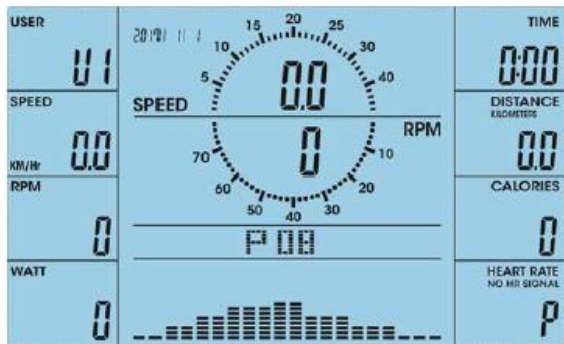 USER
U1
SPEED
KM/Hr 0.0
RPM
0
WATT
0
5 10 15 20 25 30 40
SPEED 0.0
0 RPM
70 60 50 40 30 20 10
P 08
TIME
0:00
DISTANCE
KILOMETERS
0.0
CALORIES
0
HEART RATE
NO HR SIGNAL
P